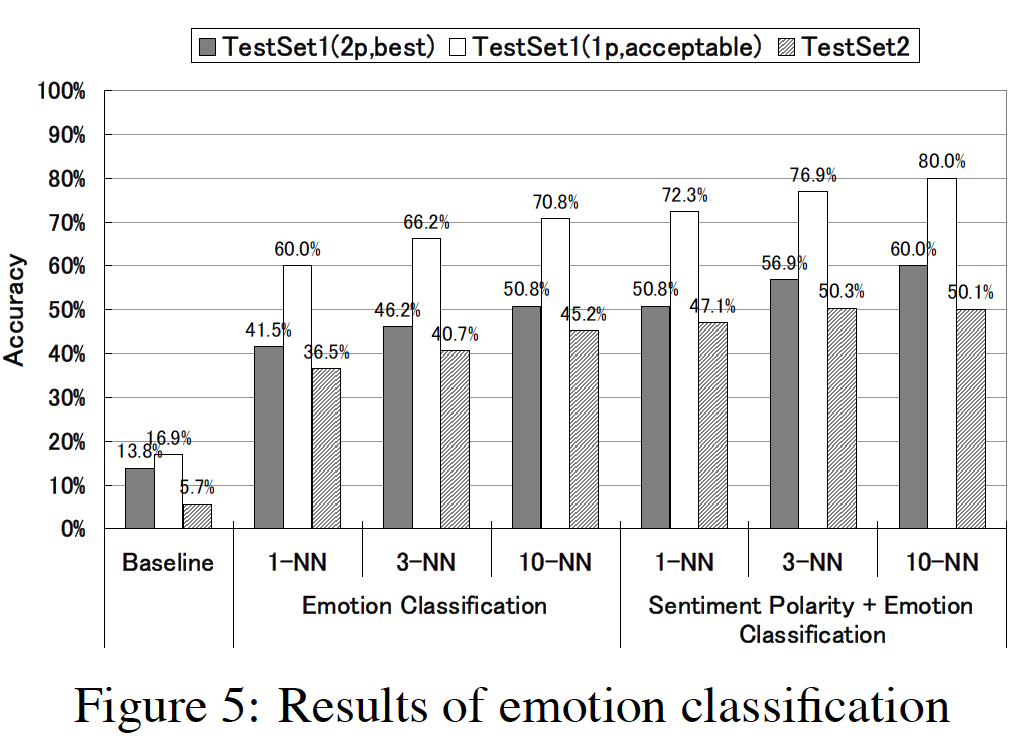 TestSet1(2p,best) TestSet1(1p,acceptable) TestSet2
100%
90%
80%
70%
60%
50%
40%
30%
20%
10%
0%
Accuracy
13.8% 16.9% 5.7%
41.5% 60.0% 36.5%
46.2% 66.2% 40.7%
50.8% 70.8% 45.2%
50.8% 72.3% 47.1%
56.9% 76.9% 50.3%
60.0% 80.0% 50.1%
Baseline 1-NN 3-NN 10-NN 1-NN 3-NN 10-NN
Emotion Classification
Sentiment Polarity + Emotion
Classification
Figure 5: Results of emotion classification